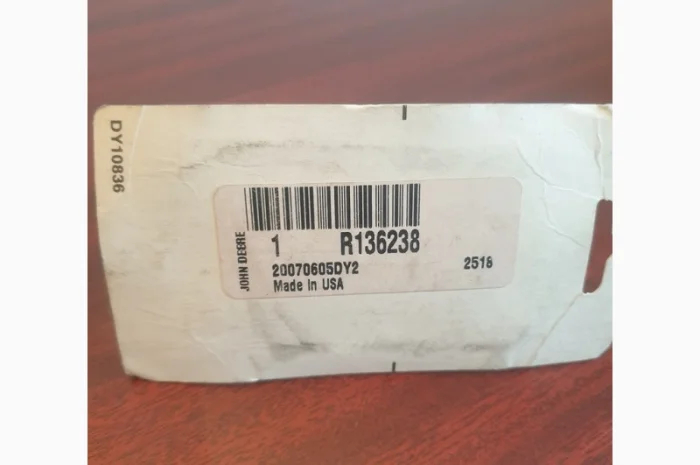 DY10836
JOHN DEERE
1 R136238
20070605DY2 2518
Made in USA